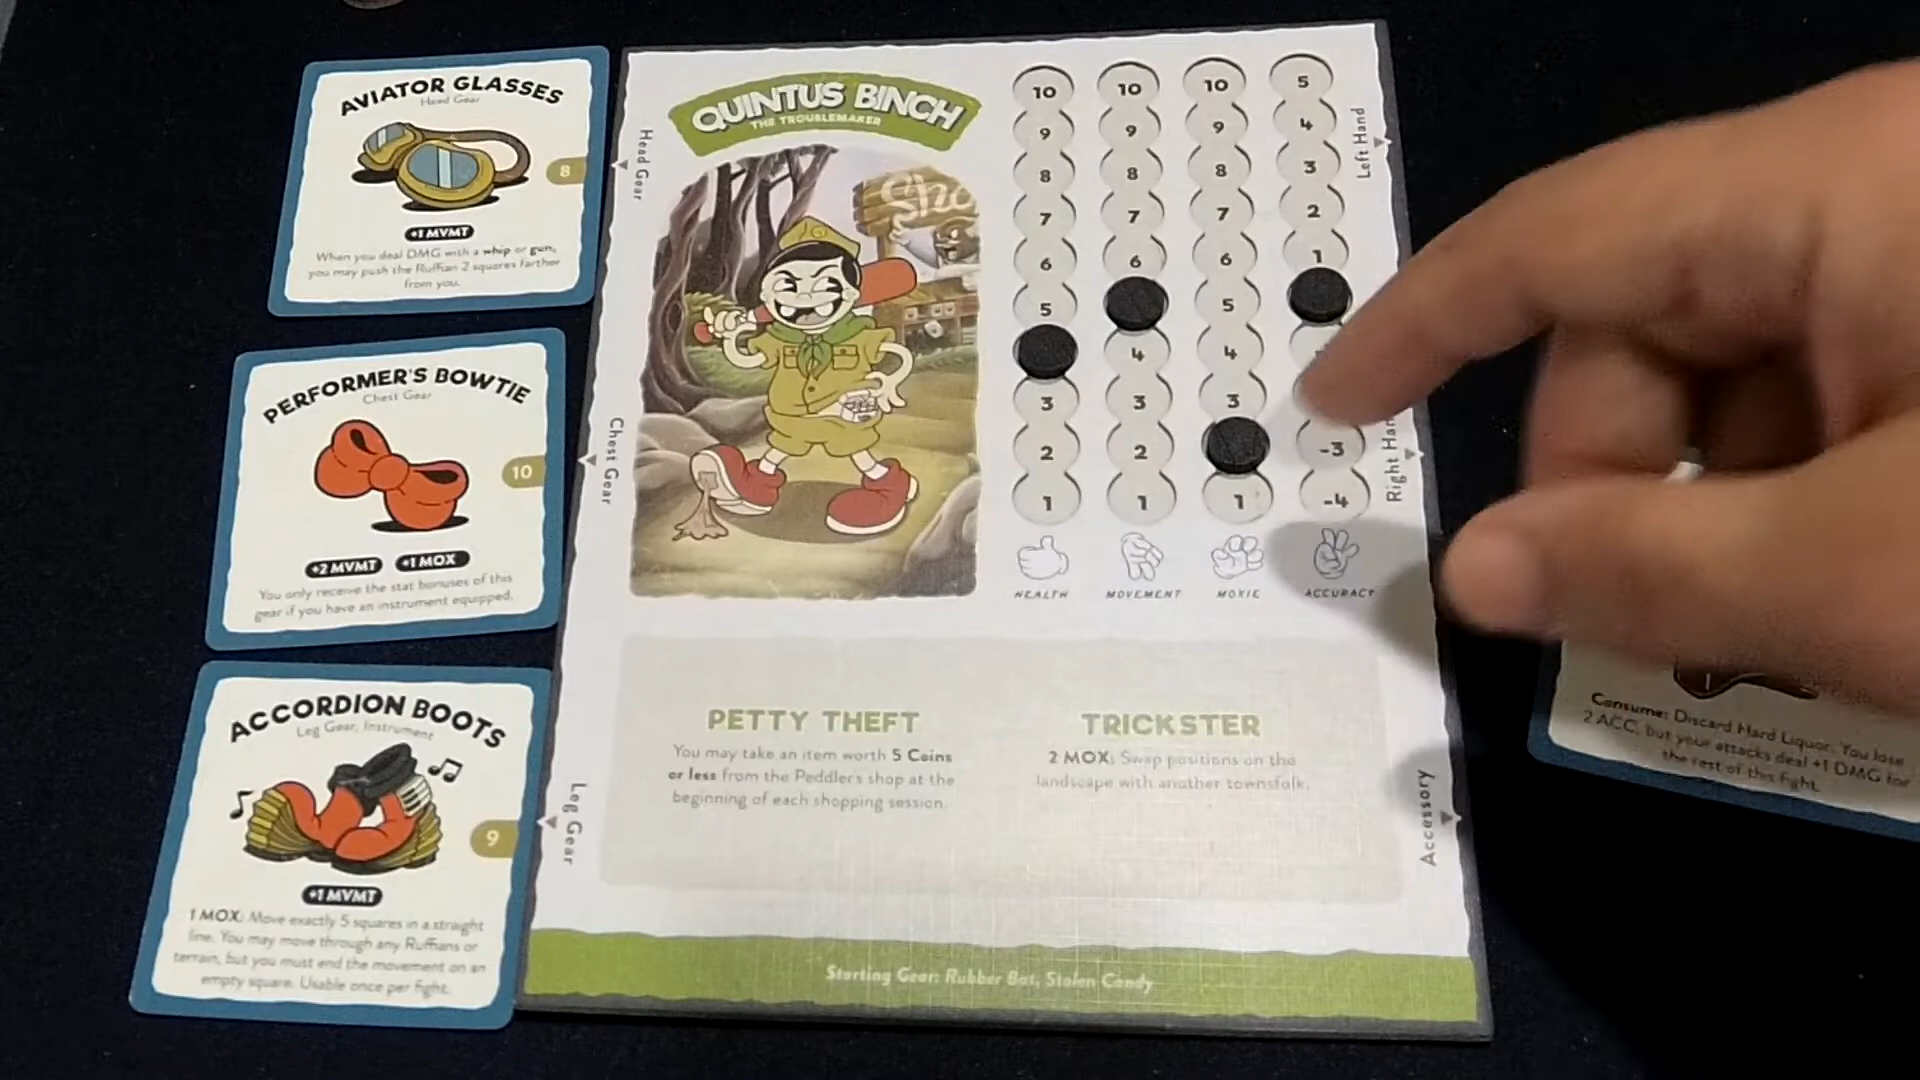 AVIATOR GLASSES
Head Gear
8
+1 MVMT
When you deal DMG with a whip or gun,
you may push the Ruffian 2 squares farther
from you.
PERFORMER'S BOWTIE
Chest Gear
10
+2 MVMT +1 MOX
You only receive the stat bonuses of this
gear if you have an instrument equipped.
ACCORDION BOOTS
Leg Gear, Instrument
9
+1 MVMT
1 MOX: Move exactly 5 squares in a straight
line. You may move through any Ruffians or
terrain, but you must end the movement on an
empty square. Usable once per fight.
Head Gear
Chest Gear
Leg Gear
QUINTUS BINCH
THE TROUBLEMAKER
Sho
10 10 10 5
9 9 9 4
8 8 8 3
7 7 7 2
6 6 6 1
5 5
4 4
3 3 3
2 2 -3
1 1 1 -4
HEALTH MOVEMENT MOXIE ACCURACY
Left Hand
Right Han
Accessory
PETTY THEFT
You may take an item worth 5 Coins
or less from the Peddler's shop at the
beginning of each shopping session.
TRICKSTER
2 MOX: Swap positions on the
landscape with another townsfolk.
Starting Gear: Rubber Bat, Stolen Candy
Consume: Discard Hard Liquor. You lose
2 ACC, but your attacks deal +1 DMG for
the rest of this fight.